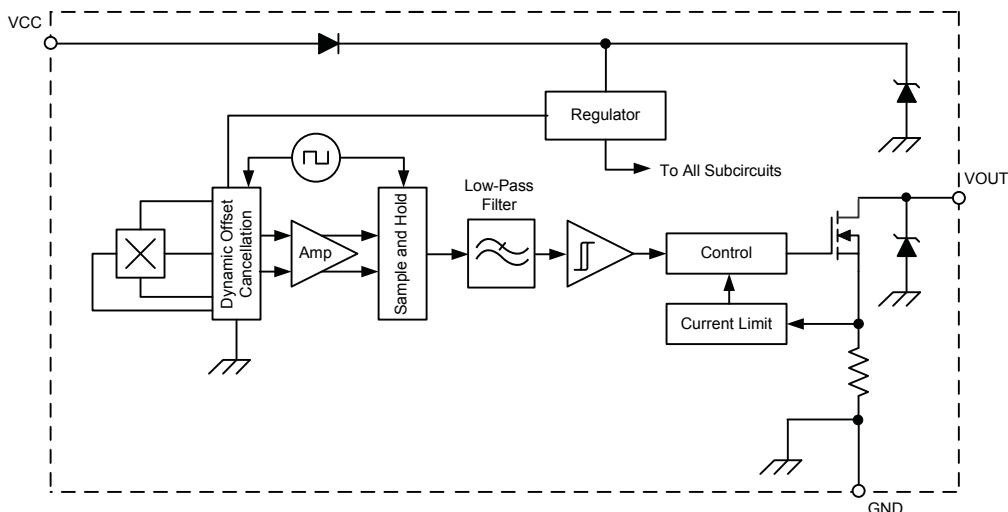 VCC
Regulator
To All Subcircuits
VOUT
Low-Pass
Filter
Dynamic Offset
Cancellation
Amp
Sample and Hold
Control
Current Limit
GND